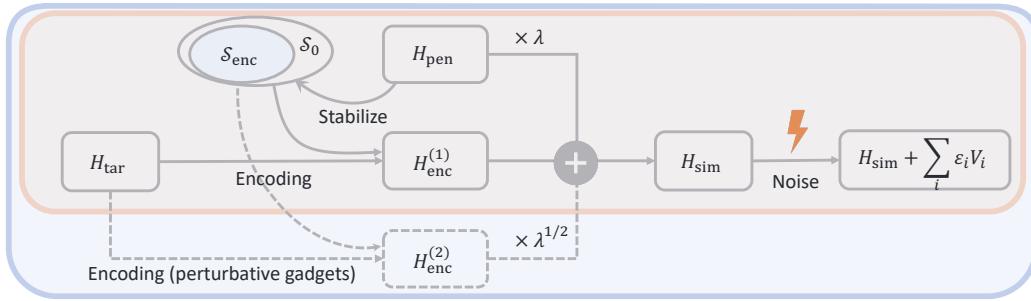 𝒮_enc
𝒮_0
H_pen
× λ
Stabilize
H_tar
Encoding
H_enc^(1)
H_sim
Noise
H_sim + ∑_i ε_i V_i
H_enc^(2)
× λ^1/2
Encoding (perturbative gadgets)